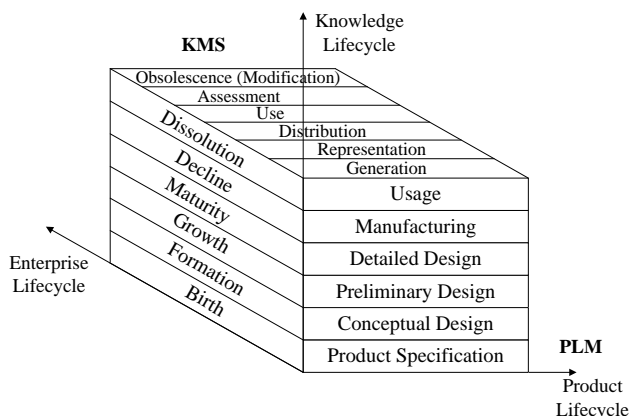 Knowledge
Lifecycle
KMS
Obsolescence (Modification)
Assessment
Use
Distribution
Representation
Generation
Dissolution
Decline
Maturity
Growth
Formation
Birth
Usage
Manufacturing
Detailed Design
Preliminary Design
Conceptual Design
Product Specification
Enterprise
Lifecycle
PLM
Product
Lifecycle